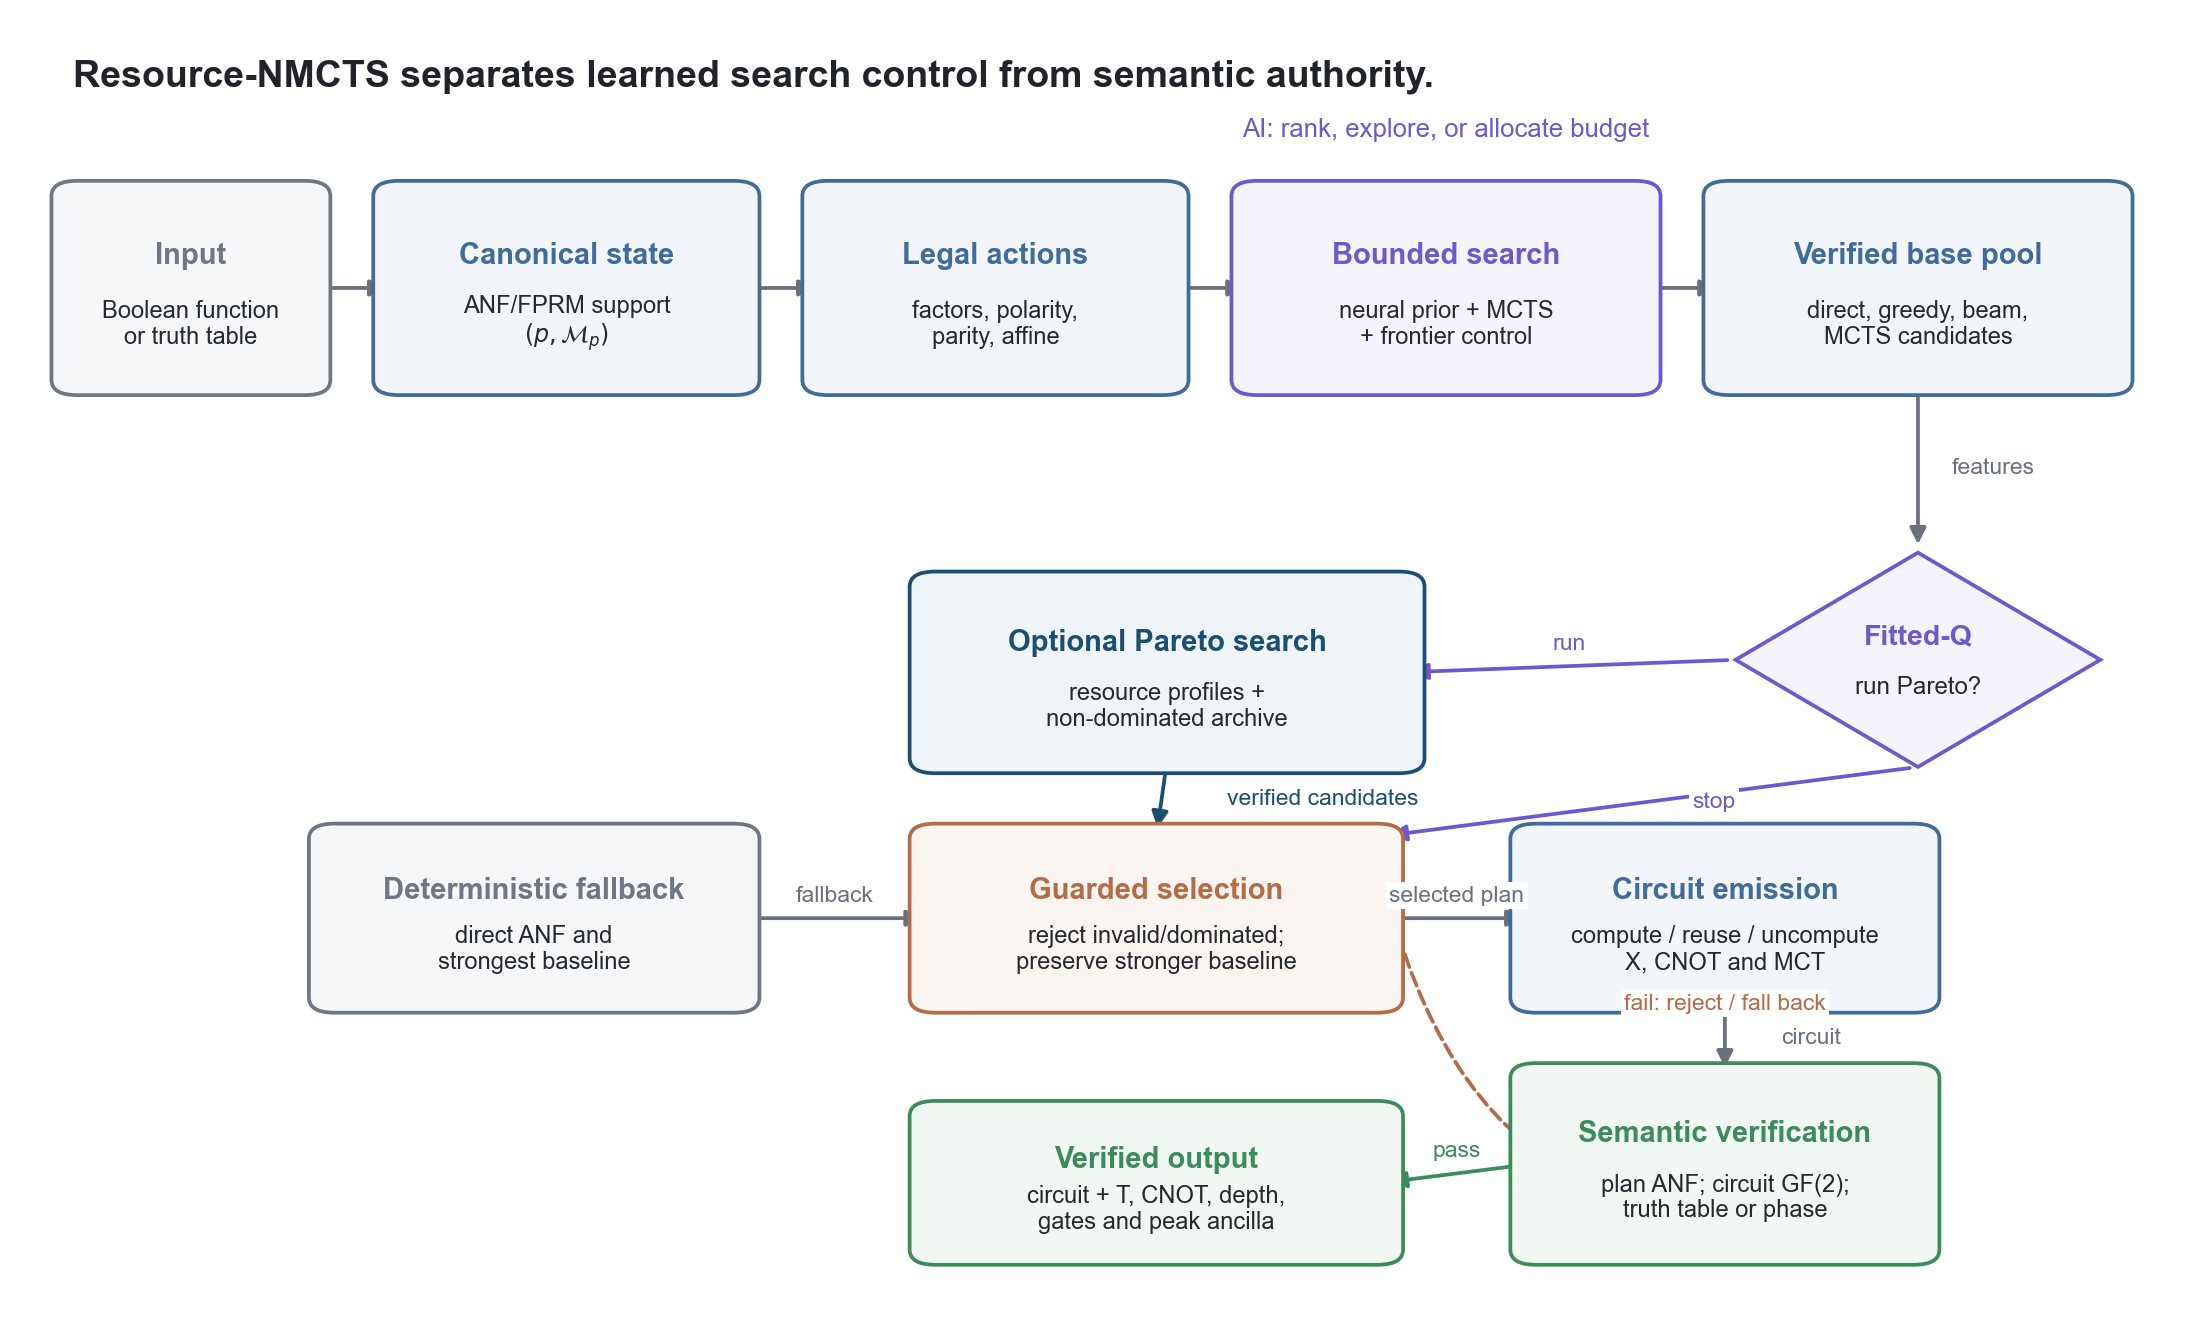 Resource-NMCTS separates learned search control from semantic authority.
AI: rank, explore, or allocate budget
Input
Boolean function
or truth table
Canonical state
ANF/FPRM support
(p, ℳₚ)
Legal actions
factors, polarity,
parity, affine
Bounded search
neural prior + MCTS
+ frontier control
Verified base pool
direct, greedy, beam,
MCTS candidates
features
Fitted-Q
run Pareto?
run
Optional Pareto search
resource profiles +
non-dominated archive
verified candidates
stop
Deterministic fallback
direct ANF and
strongest baseline
fallback
Guarded selection
reject invalid/dominated;
preserve stronger baseline
selected plan
Circuit emission
compute / reuse / uncompute
X, CNOT and MCT
fail: reject / fall back
circuit
Semantic verification
plan ANF; circuit GF(2);
truth table or phase
pass
Verified output
circuit + T, CNOT, depth,
gates and peak ancilla